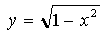 y = √(1 − x²)